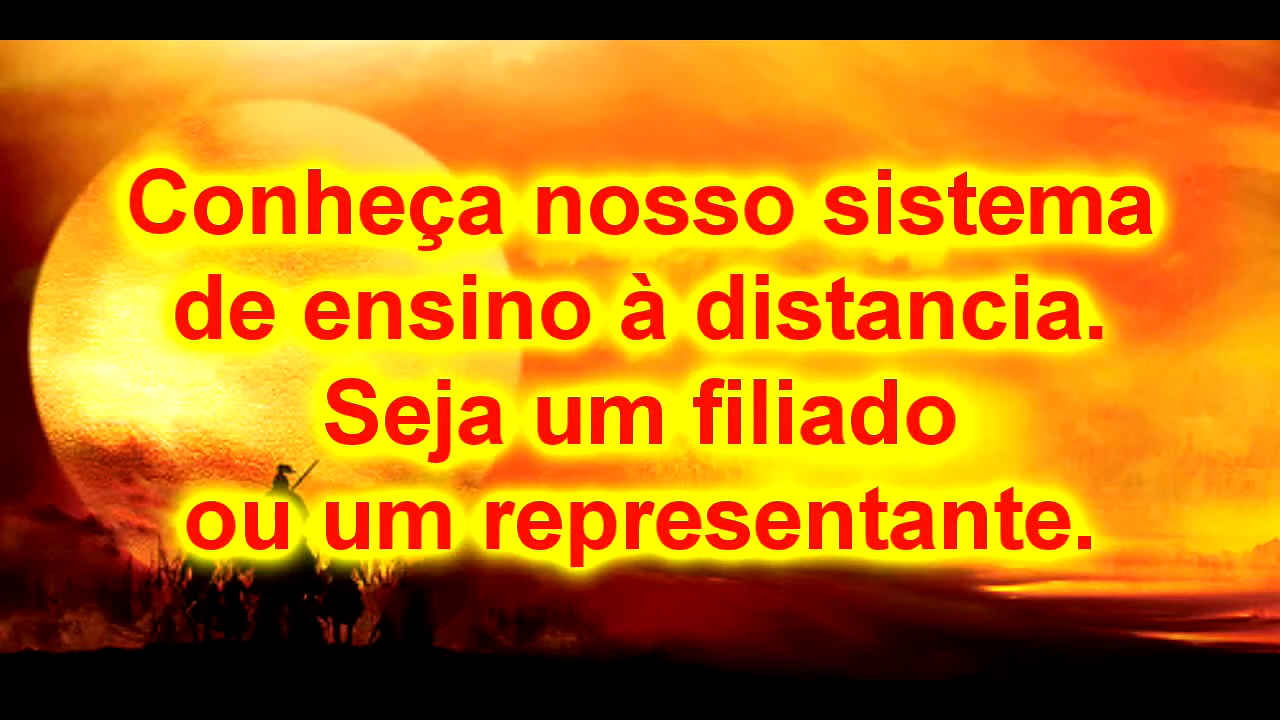 Conheça nosso sistema
de ensino à distancia.
Seja um filiado
ou um representante.